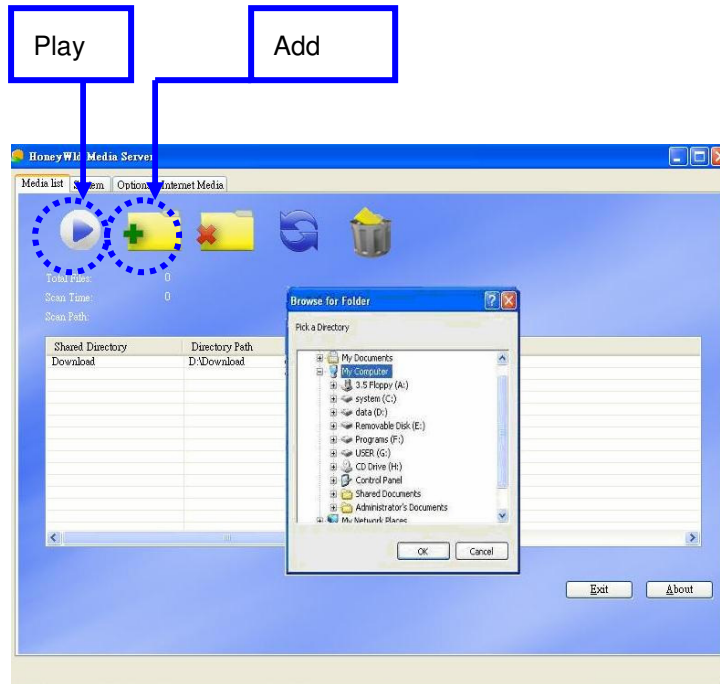 Play
Add
HoneyWld Media Server
Media list
System
Options
Internet Media
Total Files: 0
Scan Time: 0
Scan Path:
Shared Directory Directory Path
Download D:\Download
Browse for Folder
Pick a Directory
My Documents
My Computer
3.5 Floppy (A:)
system (C:)
data (D:)
Removable Disk (E:)
Programs (F:)
USER (G:)
CD Drive (H:)
Control Panel
Shared Documents
Administrator's Documents
My Network Places
OK Cancel
Exit About